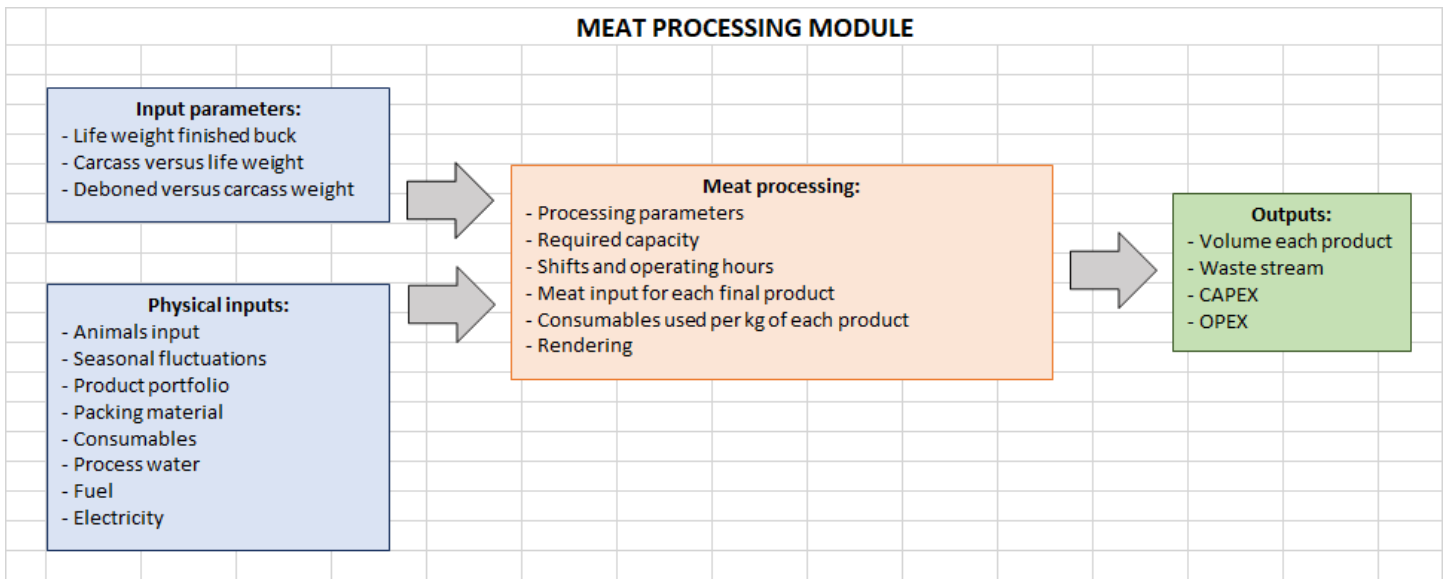 MEAT PROCESSING MODULE
Input parameters:
- Life weight finished buck
- Carcass versus life weight
- Deboned versus carcass weight
Physical inputs:
- Animals input
- Seasonal fluctuations
- Product portfolio
- Packing material
- Consumables
- Process water
- Fuel
- Electricity
Meat processing:
- Processing parameters
- Required capacity
- Shifts and operating hours
- Meat input for each final product
- Consumables used per kg of each product
- Rendering
Outputs:
- Volume each product
- Waste stream
- CAPEX
- OPEX